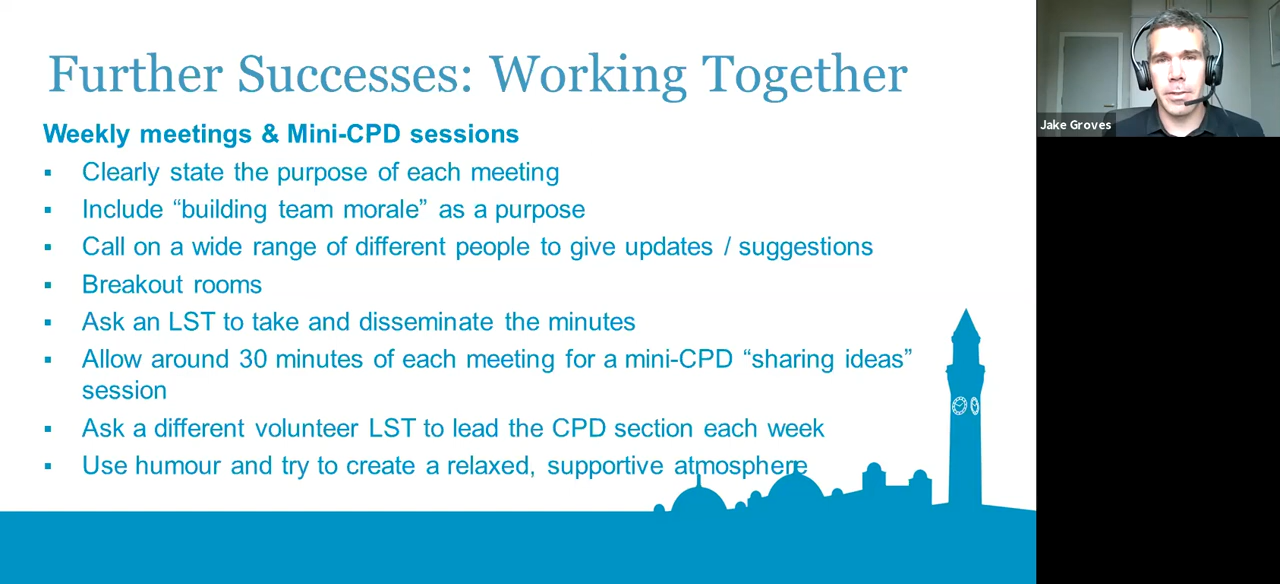 Further Successes: Working Together
Weekly meetings & Mini-CPD sessions
▪ Clearly state the purpose of each meeting
▪ Include “building team morale” as a purpose
▪ Call on a wide range of different people to give updates / suggestions
▪ Breakout rooms
▪ Ask an LST to take and disseminate the minutes
▪ Allow around 30 minutes of each meeting for a mini-CPD “sharing ideas”
session
▪ Ask a different volunteer LST to lead the CPD section each week
▪ Use humour and try to create a relaxed, supportive atmosphere
Jake Groves